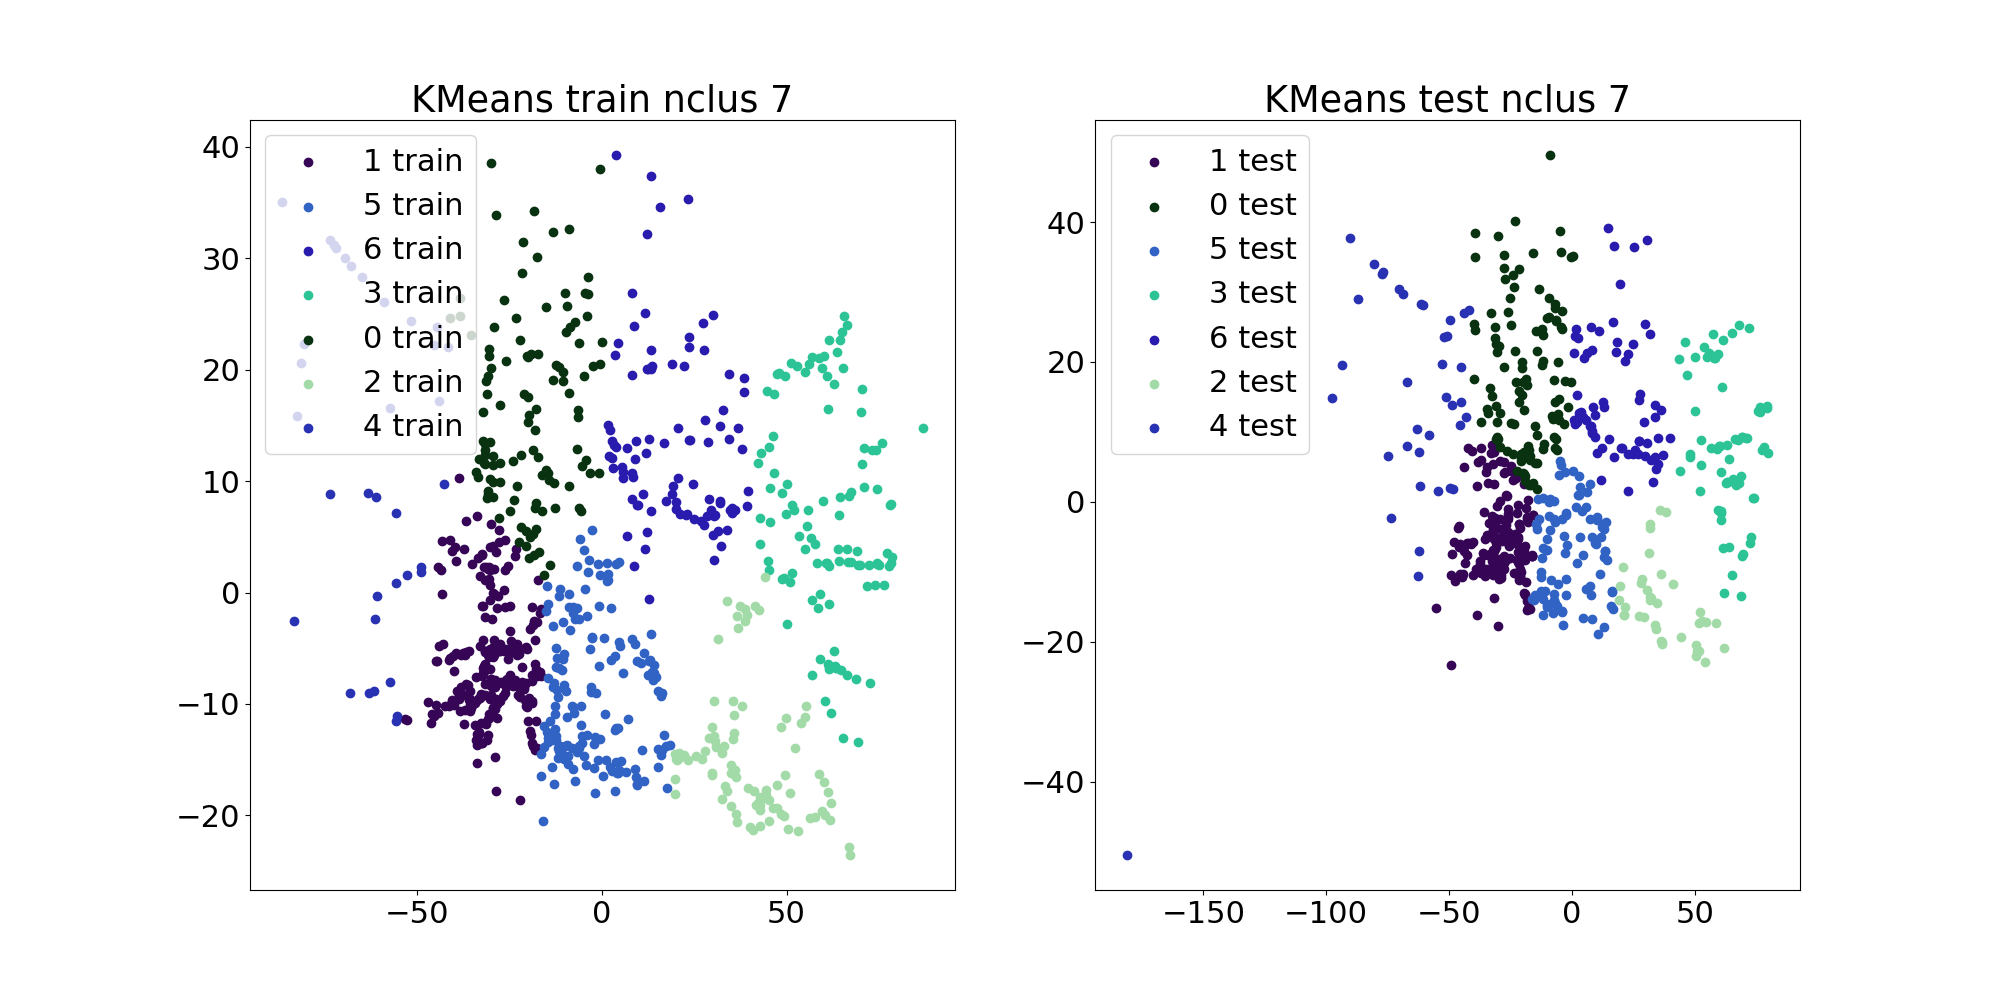 KMeans train nclus 7
40
30
20
10
0
−10
−20
−50
0
50
1 train
5 train
6 train
3 train
0 train
2 train
4 train
KMeans test nclus 7
40
20
0
−20
−40
−150
−100
−50
0
50
1 test
0 test
5 test
3 test
6 test
2 test
4 test